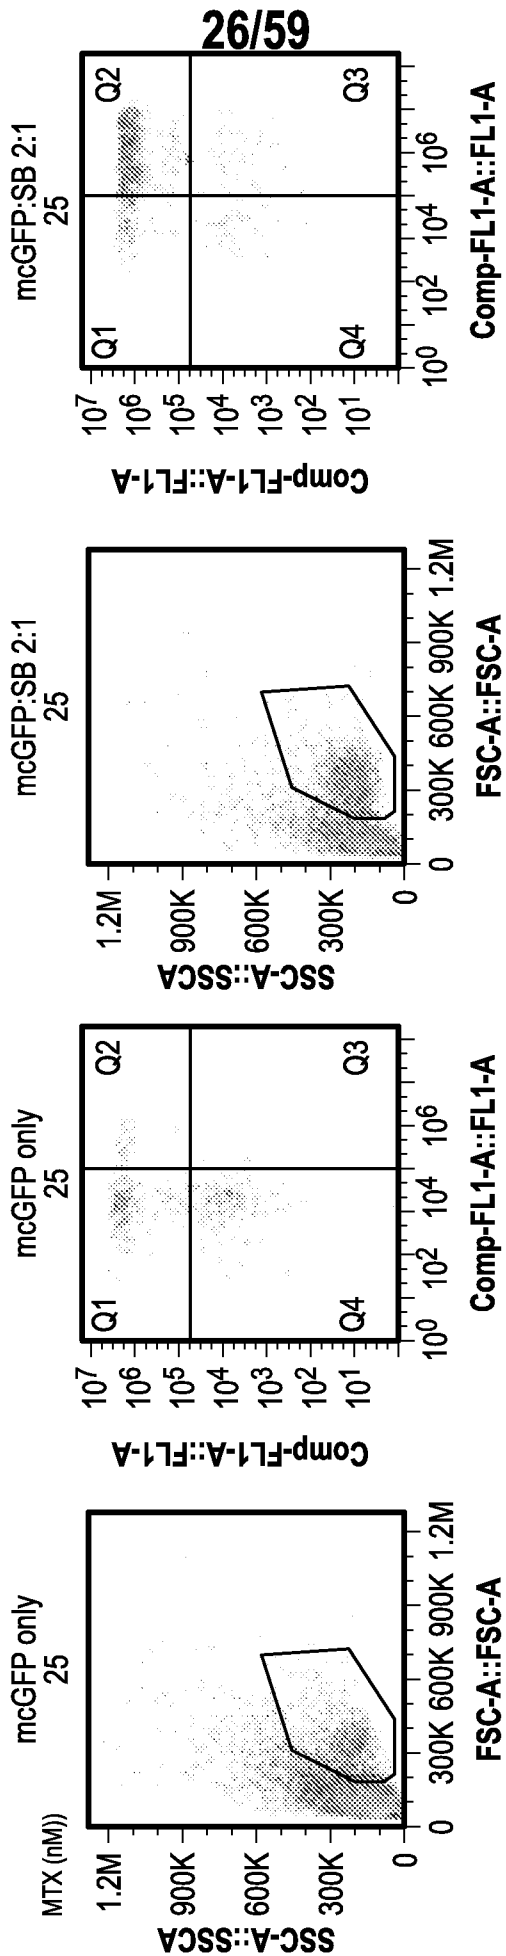 26/59
MTX (nM))
mcGFP only
25
1.2M
900K
600K
300K
0
SSC-A::SSCA
0 300K 600K 900K 1.2M
FSC-A::FSC-A
mcGFP only
25
Q1 Q2
Q4 Q3
10^7
10^6
10^5
10^4
10^3
10^2
10^1
Comp-FL1-A::FL1-A
10^0 10^2 10^4 10^6
Comp-FL1-A::FL1-A
mcGFP:SB 2:1
25
1.2M
900K
600K
300K
0
SSC-A::SSCA
0 300K 600K 900K 1.2M
FSC-A::FSC-A
mcGFP:SB 2:1
25
Q1 Q2
Q4 Q3
10^7
10^6
10^5
10^4
10^3
10^2
10^1
Comp-FL1-A::FL1-A
10^0 10^2 10^4 10^6
Comp-FL1-A::FL1-A